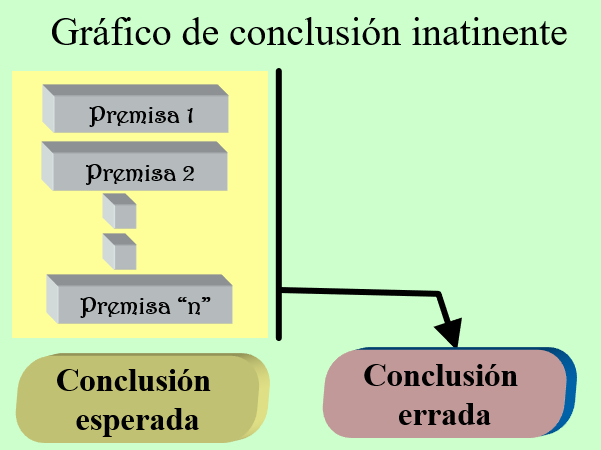 Gráfico de conclusión inatinente
Premisa 1
Premisa 2
Premisa “n”
Conclusión
esperada
Conclusión
errada